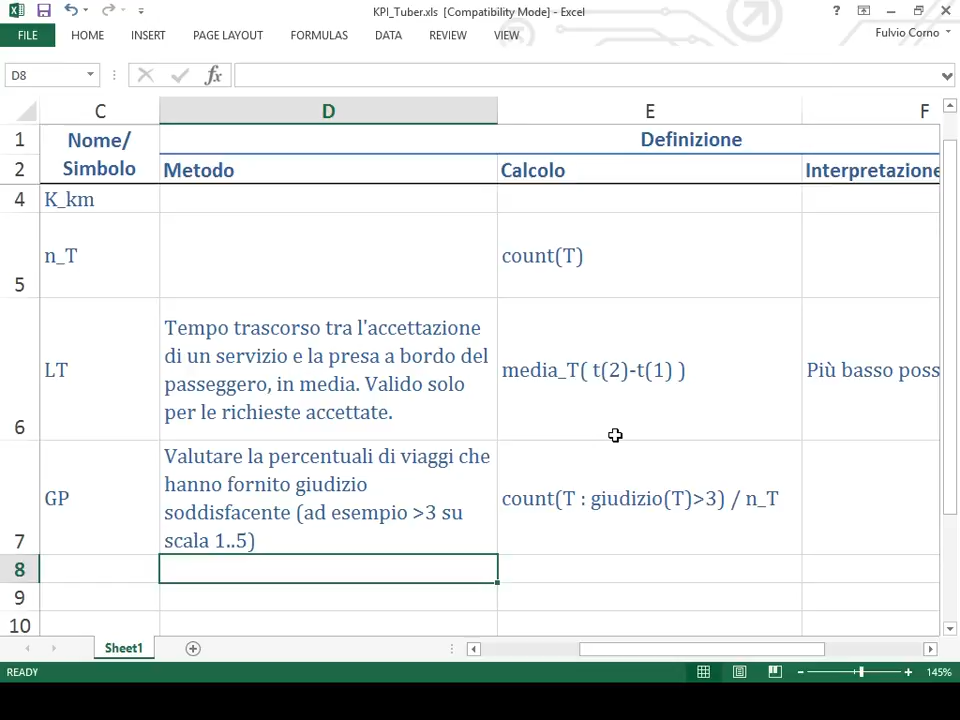 KPI_Tuber.xls [Compatibility Mode] - Excel
?
FILE HOME INSERT PAGE LAYOUT FORMULAS DATA REVIEW VIEW
Fulvio Corno
D8
fx
C D E F
1 Nome/ Definizione
2 Simbolo Metodo Calcolo Interpretazione
4 K_km
5 n_T count(T)
Tempo trascorso tra l'accettazione
di un servizio e la presa a bordo del
LT media_T( t(2)-t(1) ) Più basso poss
passeggero, in media. Valido solo
per le richieste accettate.
6
Valutare la percentuali di viaggi che
hanno fornito giudizio
GP count(T : giudizio(T)>3) / n_T
soddisfacente (ad esempio >3 su
scala 1..5)
7
8
9
10
Sheet1
READY
145%